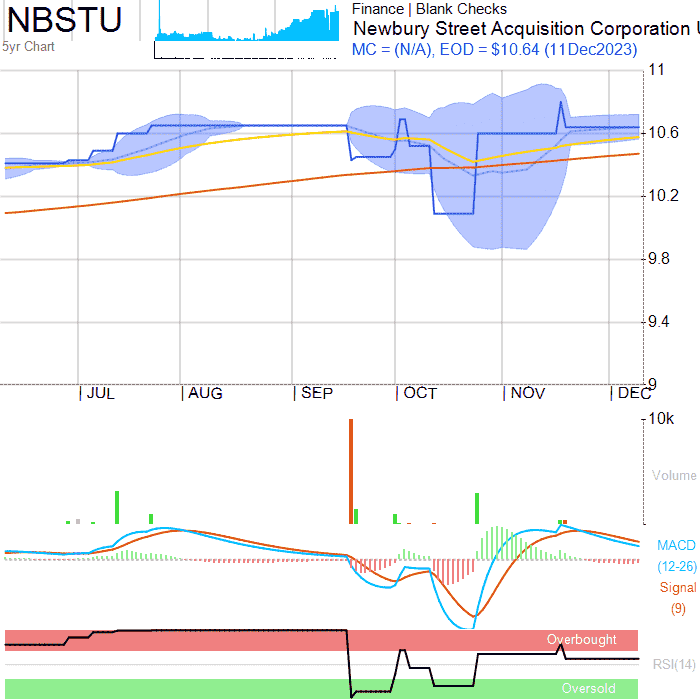 NBSTU
5yr Chart
Finance | Blank Checks
Newbury Street Acquisition Corporation U
MC = (N/A), EOD = $10.64 (11Dec2023)
11
10.6
10.2
9.8
9.4
9
JUL AUG SEP OCT NOV DEC
10k
Volume
MACD
(12-26)
Signal
(9)
Overbought
RSI(14)
Oversold